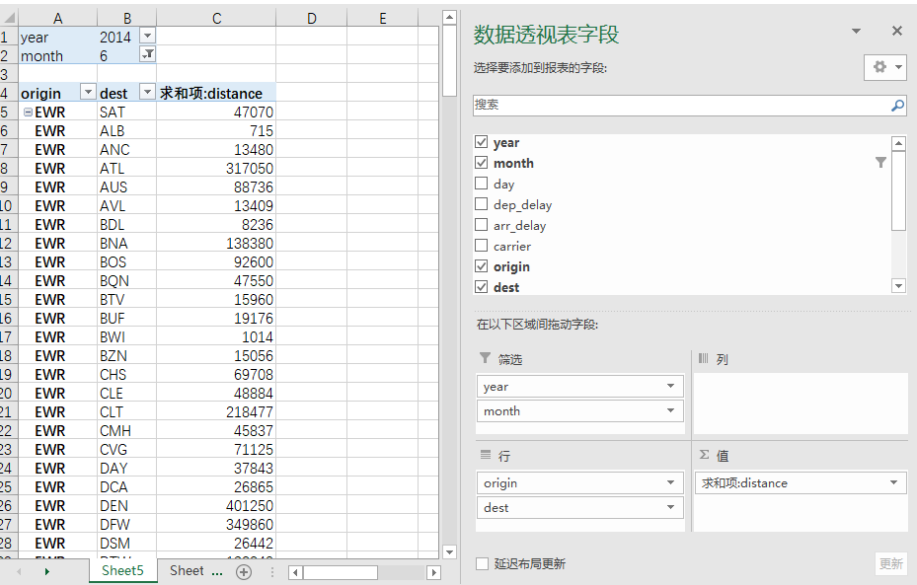 A B C D E
1 year 2014
2 month 6
3
4 origin dest 求和项:distance
5 EWR SAT 47070
6 EWR ALB 715
7 EWR ANC 13480
8 EWR ATL 317050
9 EWR AUS 88736
10 EWR AVL 13409
11 EWR BDL 8236
12 EWR BNA 138380
13 EWR BOS 92600
14 EWR BQN 47550
15 EWR BTV 15960
16 EWR BUF 19176
17 EWR BWI 1014
18 EWR BZN 15056
19 EWR CHS 69708
20 EWR CLE 48884
21 EWR CLT 218477
22 EWR CMH 45837
23 EWR CVG 71125
24 EWR DAY 37843
25 EWR DCA 26865
26 EWR DEN 401250
27 EWR DFW 349860
28 EWR DSM 26442
Sheet5 Sheet ...
数据透视表字段
选择要添加到报表的字段:
搜索
year
month
day
dep_delay
arr_delay
carrier
origin
dest
在以下区域间拖动字段:
筛选 列
year
month
行 Σ 值
origin 求和项:distance
dest
延迟布局更新 更新